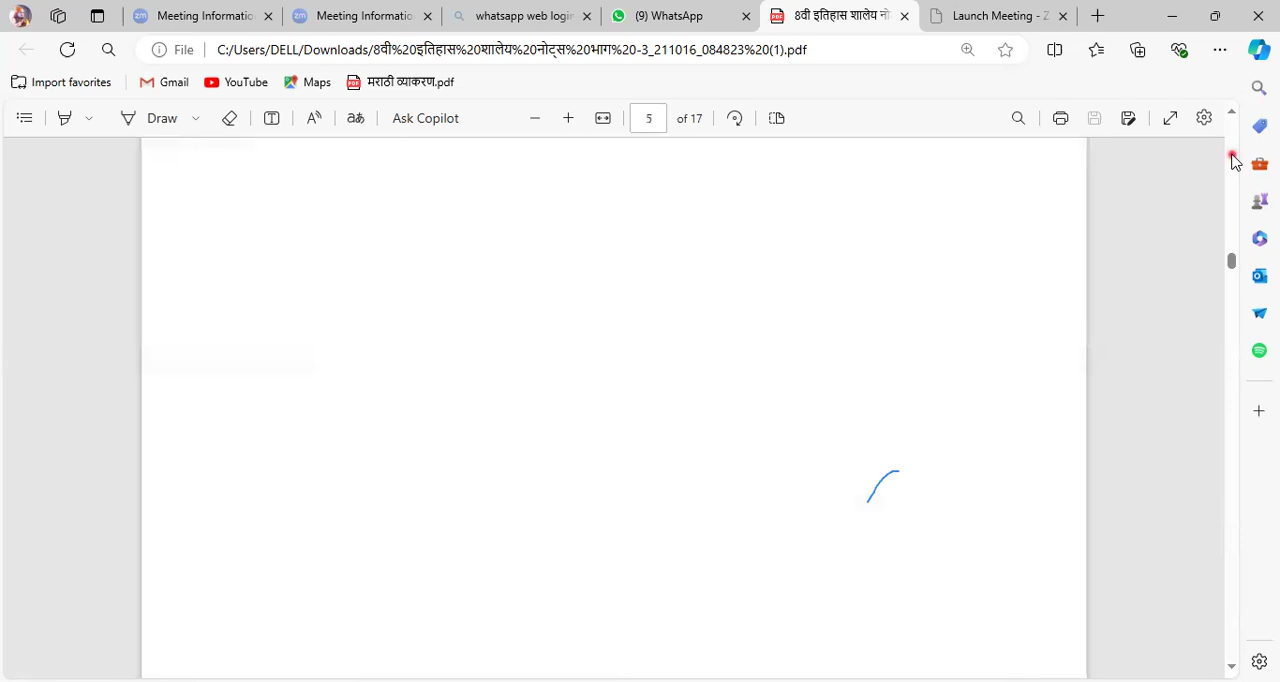 Meeting Informatio
Meeting Informatio
whatsapp web login
(9) WhatsApp
8वी इतिहास शालेय नो
Launch Meeting - Z
File
C:/Users/DELL/Downloads/8वी%20इतिहास%20शालेय%20नोट्स%20भाग%20-3_211016_084823%20(1).pdf
Import favorites
Gmail
YouTube
Maps
मराठी व्याकरण.pdf
Draw
Ask Copilot
5 of 17